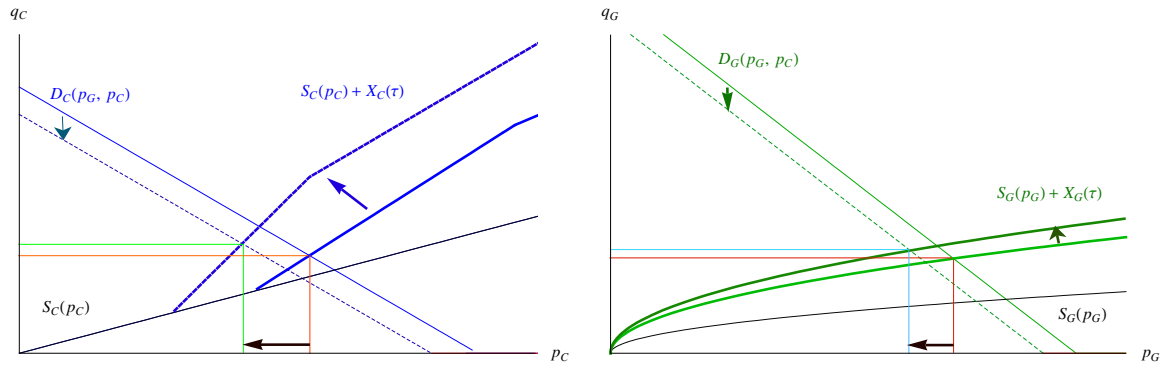 q_C
D_C(p_G, p_C)
S_C(p_C) + X_C(τ)
S_C(p_C)
p_C
q_G
D_G(p_G, p_C)
S_G(p_G) + X_G(τ)
S_G(p_G)
p_G